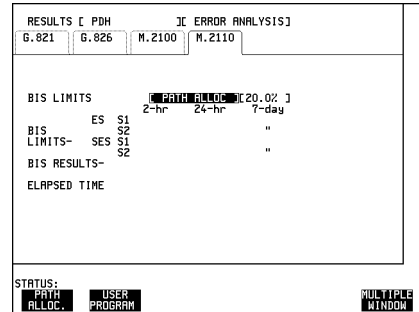 RESULTS [ PDH ][ ERROR ANALYSIS]
G.821 G.826 M.2100 M.2110
BIS LIMITS [ PATH ALLOC ][20.0% ]
2-hr 24-hr 7-day
ES S1
BIS S2 "
LIMITS- SES S1
S2 "
BIS RESULTS-
ELAPSED TIME
STATUS:
PATH ALLOC. USER PROGRAM MULTIPLE WINDOW